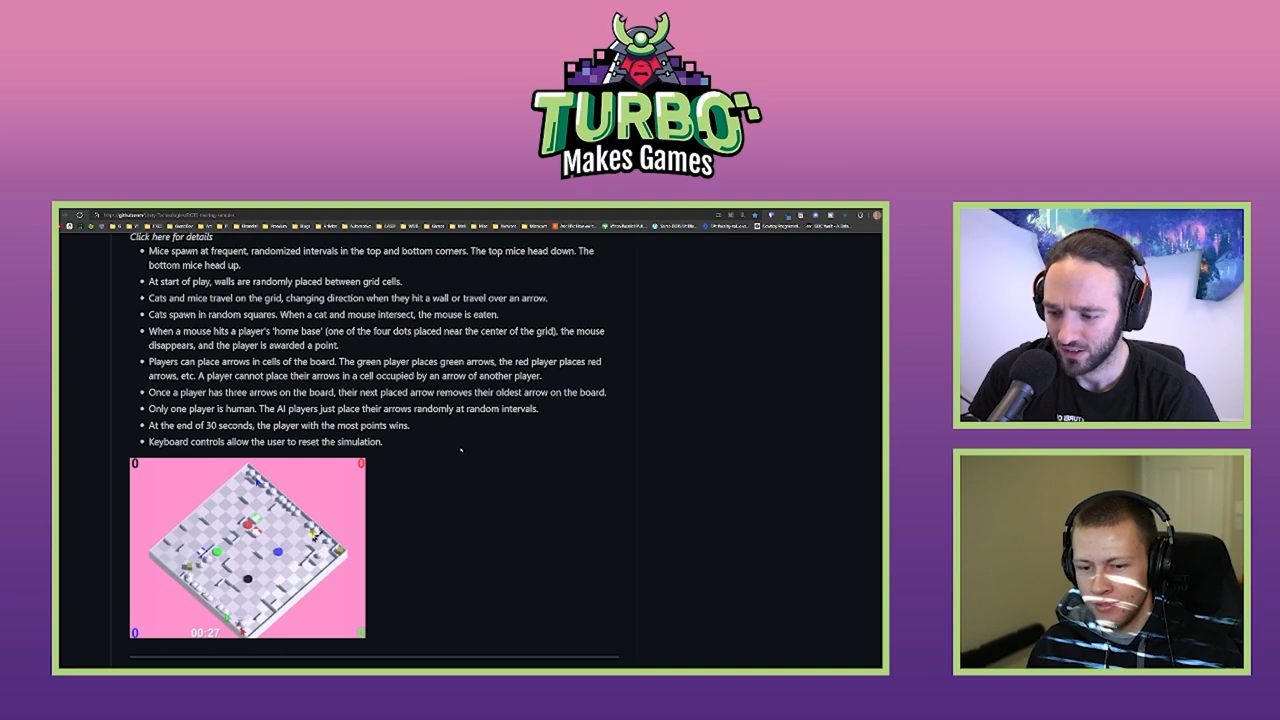 TURBO
Makes Games
Click here for details
• Mice spawn at frequent, randomized intervals in the top and bottom corners. The top mice head down. The
bottom mice head up.
• At start of play, walls are randomly placed between grid cells.
• Cats and mice travel on the grid, changing direction when they hit a wall or travel over an arrow.
• Cats spawn in random squares. When a cat and mouse intersect, the mouse is eaten.
• When a mouse hits a player's 'home base' (one of the four dots placed near the center of the grid), the mouse
disappears, and the player is awarded a point.
• Players can place arrows in cells of the board. The green player places green arrows, the red player places red
arrows, etc. A player cannot place their arrows in a cell occupied by an arrow of another player.
• Once a player has three arrows on the board, their next placed arrow removes their oldest arrow on the board.
• Only one player is human. The AI players just place their arrows randomly at random intervals.
• At the end of 30 seconds, the player with the most points wins.
• Keyboard controls allow the user to reset the simulation.
0
0
0
00:27